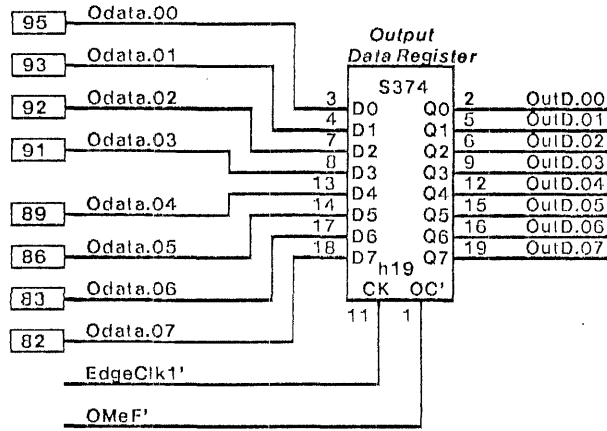 95 Odata.00
93 Odata.01
92 Odata.02
91 Odata.03
89 Odata.04
86 Odata.05
83 Odata.06
82 Odata.07
EdgeClk1'
OMeF'
Output
Data Register
S374
3 D0 Q0 2 OutD.00
4 D1 Q1 5 OutD.01
7 D2 Q2 6 OutD.02
8 D3 Q3 9 OutD.03
13 D4 Q4 12 OutD.04
14 D5 Q5 15 OutD.05
17 D6 Q6 16 OutD.06
18 D7 Q7 19 OutD.07
h19
CK OC'
11 1